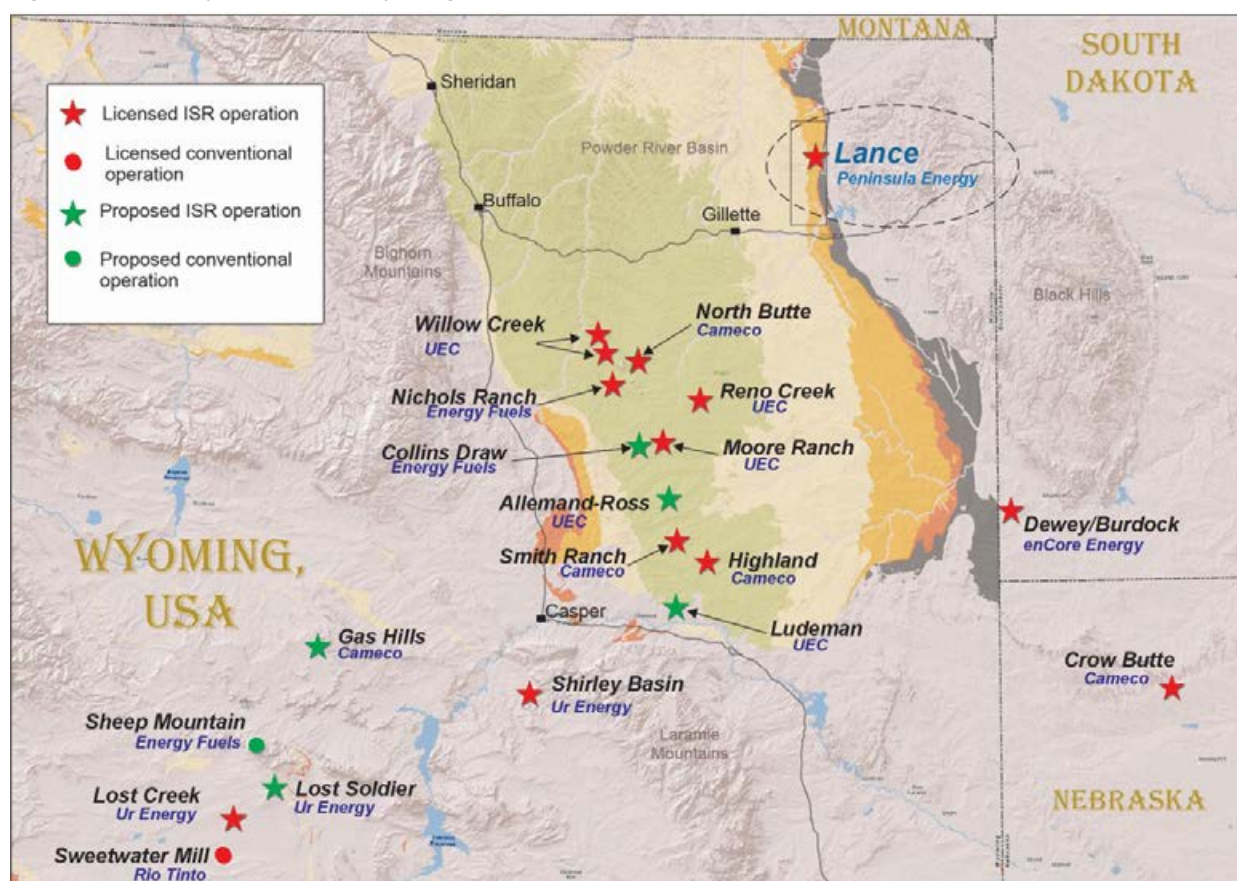 MONTANA
SOUTH
DAKOTA
Sheridan
Licensed ISR operation
Licensed conventional
operation
Proposed ISR operation
Proposed conventional
operation
Powder River Basin
Lance
Peninsula Energy
Buffalo
Gillette
Bighorn
Mountains
Black Hills
Willow Creek
UEC
North Butte
Cameco
Nichols Ranch
Energy Fuels
Reno Creek
UEC
Collins Draw
Energy Fuels
Moore Ranch
UEC
Allemand-Ross
UEC
Dewey/Burdock
enCore Energy
Smith Ranch
Cameco
Highland
Cameco
WYOMING,
USA
Casper
Ludeman
UEC
Gas Hills
Cameco
Crow Butte
Cameco
Shirley Basin
Ur Energy
Sheep Mountain
Energy Fuels
Laramie
Mountains
Lost Soldier
Ur Energy
Lost Creek
Ur Energy
NEBRASKA
Sweetwater Mill
Rio Tinto